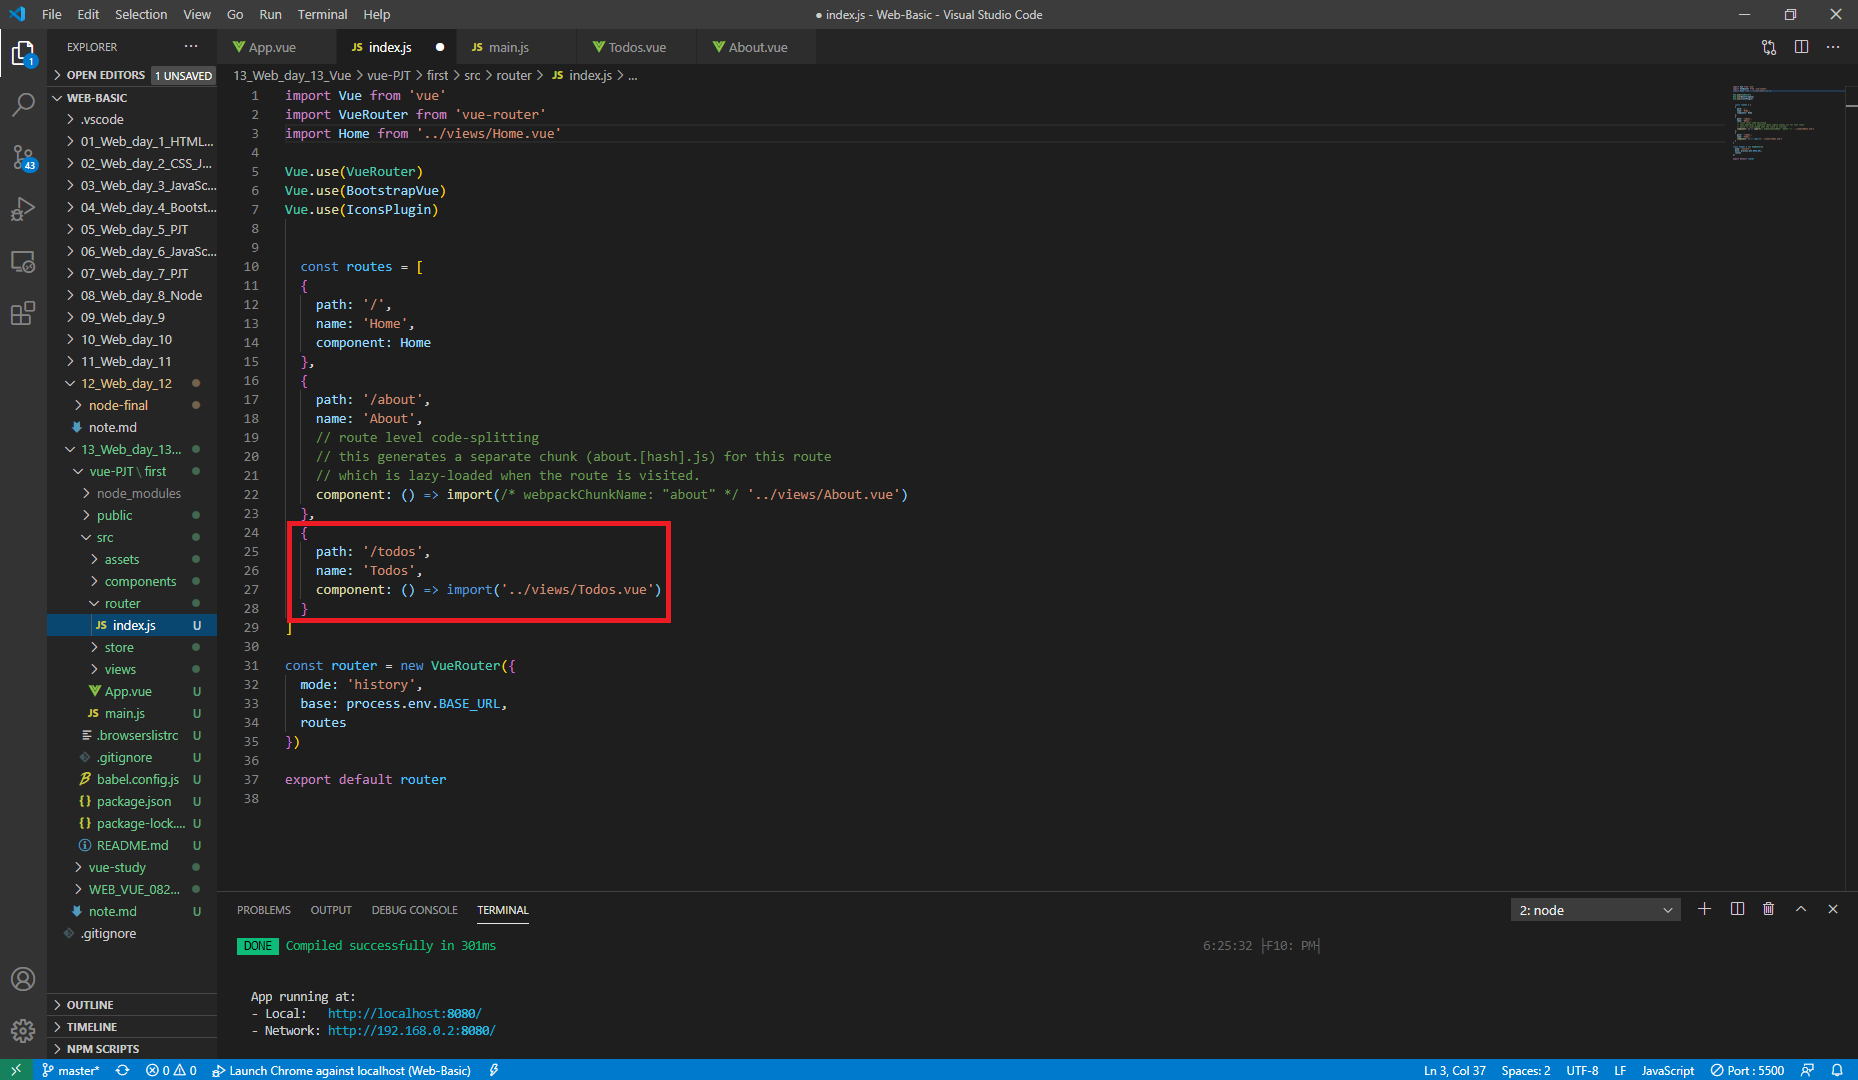 File Edit Selection View Go Run Terminal Help
● index.js - Web-Basic - Visual Studio Code
EXPLORER ···
App.vue
JS index.js ●
JS main.js
Todos.vue
About.vue
OPEN EDITORS 1 UNSAVED
13_Web_day_13_Vue > vue-PJT > first > src > router > JS index.js > ...
WEB-BASIC
.vscode
01_Web_day_1_HTML...
02_Web_day_2_CSS_J...
03_Web_day_3_JavaSc...
04_Web_day_4_Bootst...
05_Web_day_5_PJT
06_Web_day_6_JavaSc...
07_Web_day_7_PJT
08_Web_day_8_Node
09_Web_day_9
10_Web_day_10
11_Web_day_11
12_Web_day_12
node-final
note.md
13_Web_day_13...
vue-PJT \ first
node_modules
public
src
assets
components
router
JS index.js U
store
views
App.vue U
JS main.js U
.browserslistrc U
.gitignore U
babel.config.js U
{} package.json U
{} package-lock.... U
README.md U
vue-study
WEB_VUE_082...
note.md U
.gitignore
OUTLINE
TIMELINE
NPM SCRIPTS
1
43
1 import Vue from 'vue'
2 import VueRouter from 'vue-router'
3 import Home from '../views/Home.vue'
4
5 Vue.use(VueRouter)
6 Vue.use(BootstrapVue)
7 Vue.use(IconsPlugin)
8
9
10 const routes = [
11 {
12 path: '/',
13 name: 'Home',
14 component: Home
15 },
16 {
17 path: '/about',
18 name: 'About',
19 // route level code-splitting
20 // this generates a separate chunk (about.[hash].js) for this route
21 // which is lazy-loaded when the route is visited.
22 component: () => import(/* webpackChunkName: "about" */ '../views/About.vue')
23 },
24 {
25 path: '/todos',
26 name: 'Todos',
27 component: () => import('../views/Todos.vue')
28 }
29 ]
30
31 const router = new VueRouter({
32 mode: 'history',
33 base: process.env.BASE_URL,
34 routes
35 })
36
37 export default router
38
PROBLEMS OUTPUT DEBUG CONSOLE TERMINAL
2: node
DONE Compiled successfully in 301ms
6:25:32 ├F10: PM┤
App running at:
- Local: http://localhost:8080/
- Network: http://192.168.0.2:8080/
master* 0 0 Launch Chrome against localhost (Web-Basic)
Ln 3, Col 37 Spaces: 2 UTF-8 LF JavaScript Port : 5500